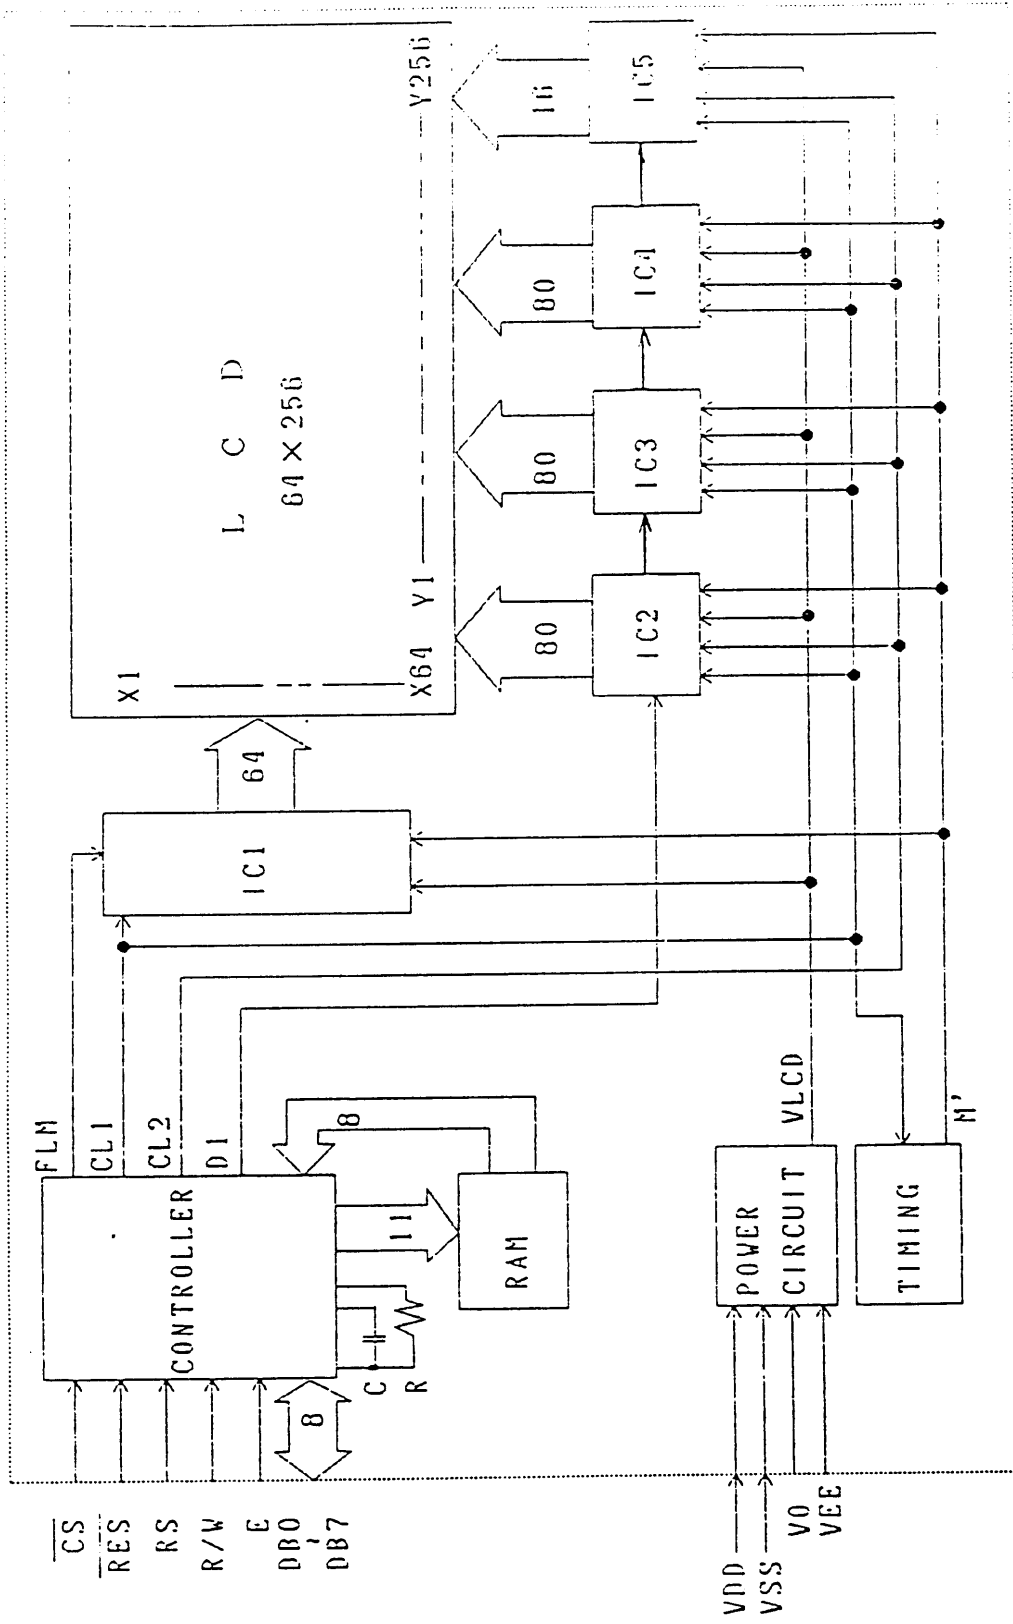 CS
RES
RS
R/W
E
DB0
~
DB7
VDD
VSS
V0
VEE
CONTROLLER
FLM
CL1
CL2
D1
8
C
R
11
8
RAM
POWER
CIRCUIT
VLCD
TIMING
M'
IC1
64
L C D
64×256
X1
X64
Y1
Y256
80
80
80
16
IC2
IC3
IC4
IC5